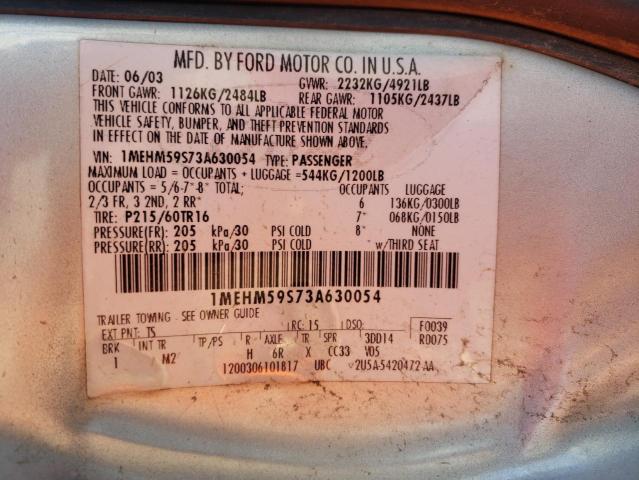 MFD. BY FORD MOTOR CO. IN U.S.A.
DATE: 06/03 GVWR: 2232KG/4921LB
FRONT GAWR: 1126KG/2484LB REAR GAWR: 1105KG/2437LB
THIS VEHICLE CONFORMS TO ALL APPLICABLE FEDERAL MOTOR
VEHICLE SAFETY, BUMPER, AND THEFT PREVENTION STANDARDS
IN EFFECT ON THE DATE OF MANUFACTURE SHOWN ABOVE.
VIN: 1MEHM59S73A630054 TYPE: PASSENGER
MAXIMUM LOAD = OCCUPANTS + LUGGAGE = 544KG/1200LB
OCCUPANTS = 5/6-7*-8* TOTAL; OCCUPANTS LUGGAGE
2/3 FR, 3 2ND, 2 RR* 6 136KG/0300LB
TIRE: P215/60TR16 7* 068KG/0150LB
PRESSURE(FR) 205 kPa/30 PSI COLD 8* NONE
PRESSURE(RR) 205 kPa/30 PSI COLD * w/THIRD SEAT
1MEHM59S73A630054
TRAILER TOWING - SEE OWNER GUIDE
EXT PNT: TS RC: 15 DSO: F0039
BRK INT TR TP/PS R AXLE TR SPR 3DD14 R0075
1 M2 H 6R X CC33 V05
1200306101817 UBC v2U5A-5420472-AA